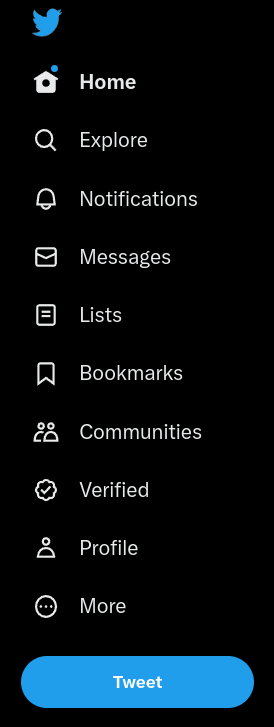 Home
Explore
Notifications
Messages
Lists
Bookmarks
Communities
Verified
Profile
More
Tweet